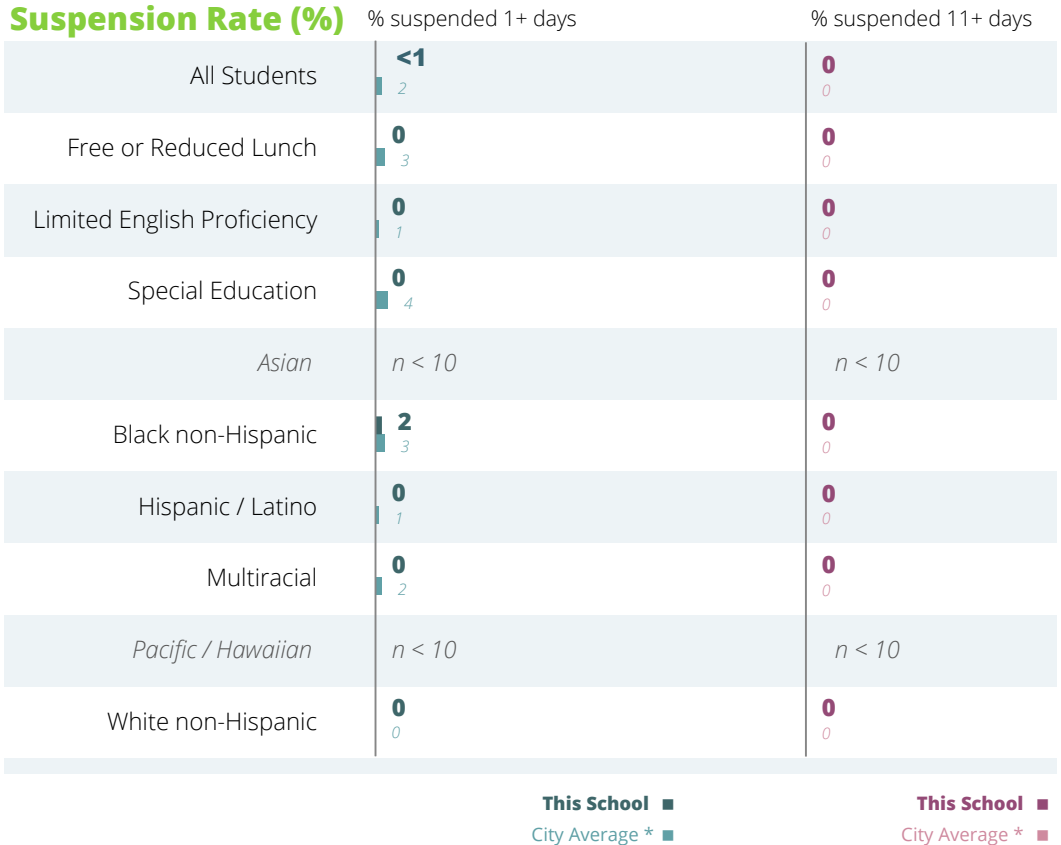 Suspension Rate (%) % suspended 1+ days % suspended 11+ days
All Students <1 0
2 0
Free or Reduced Lunch 0 0
3 0
Limited English Proficiency 0 0
1 0
Special Education 0 0
4 0
Asian n < 10 n < 10
Black non-Hispanic 2 0
3 0
Hispanic / Latino 0 0
1 0
Multiracial 0 0
2 0
Pacific / Hawaiian n < 10 n < 10
White non-Hispanic 0 0
0 0
This School This School
City Average * City Average *